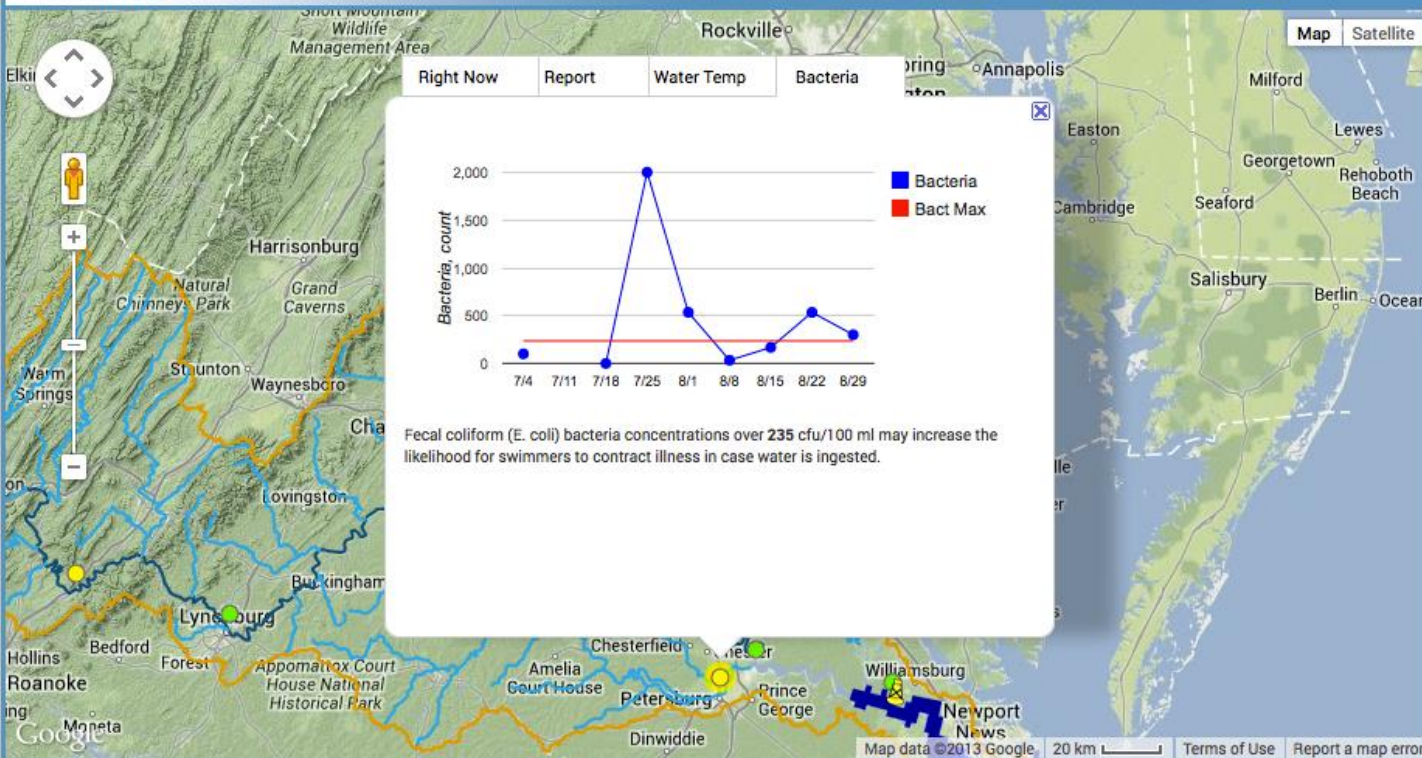 Short Mountain
Wildlife
Management Area
Rockville
Map
Satellite
Right Now
Report
Water Temp
Bacteria
pring
Annapolis
Milford
Easton
Lewes
Georgetown
Rehoboth
Beach
Seaford
Cambridge
2,000
1,500
1,000
500
0
Bacteria, count
Bacteria
Bact Max
7/4
7/11
7/18
7/25
8/1
8/8
8/15
8/22
8/29
Harrisonburg
Natural
Chimneys Park
Grand
Caverns
Salisbury
Berlin
Ocean
Staunton
Waynesboro
Warm
Springs
Cha
Fecal coliform (E. coli) bacteria concentrations over 235 cfu/100 ml may increase the
likelihood for swimmers to contract illness in case water is ingested.
Lovingston
Buckingham
Lynchburg
Bedford
Forest
Hollins
Roanoke
Appomattox Court
House National
Historical Park
Amelia
Court House
Chesterfield
Chester
Petersburg
Prince
George
Williamsburg
Newport
News
Dinwiddie
Moneta
Google
Map data ©2013 Google
20 km
Terms of Use
Report a map error